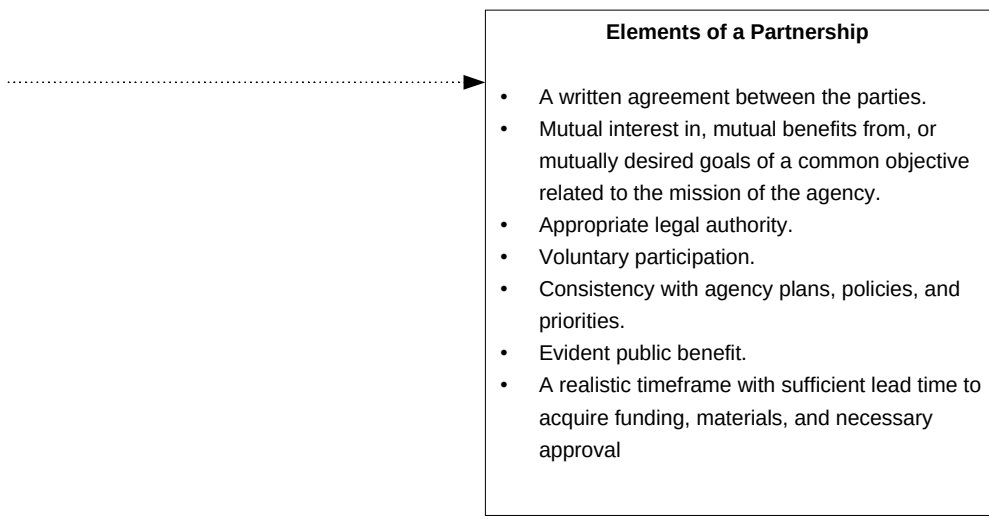 Elements of a Partnership
• A written agreement between the parties.
• Mutual interest in, mutual benefits from, or
mutually desired goals of a common objective
related to the mission of the agency.
• Appropriate legal authority.
• Voluntary participation.
• Consistency with agency plans, policies, and
priorities.
• Evident public benefit.
• A realistic timeframe with sufficient lead time to
acquire funding, materials, and necessary
approval